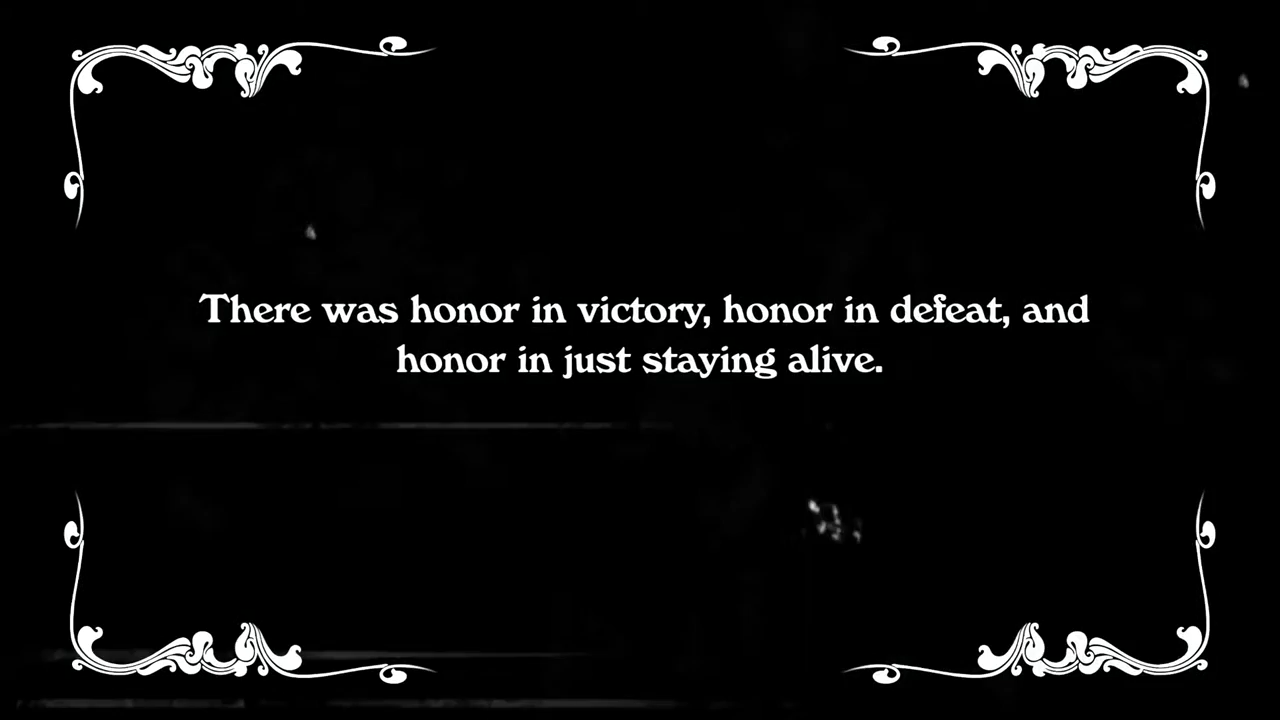 There was honor in victory, honor in defeat, and
honor in just staying alive.